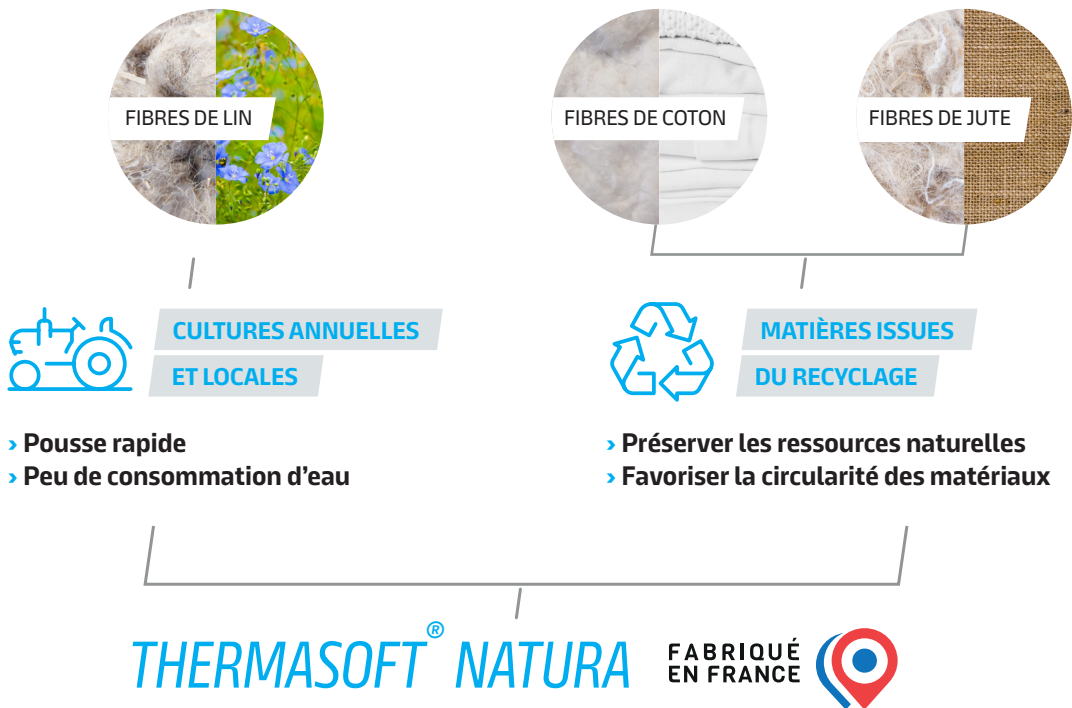 FIBRES DE LIN
FIBRES DE COTON
FIBRES DE JUTE
CULTURES ANNUELLES
ET LOCALES
MATIÈRES ISSUES
DU RECYCLAGE
› Pousse rapide
› Peu de consommation d’eau
› Préserver les ressources naturelles
› Favoriser la circularité des matériaux
THERMASOFT® NATURA
FABRIQUÉ
EN FRANCE